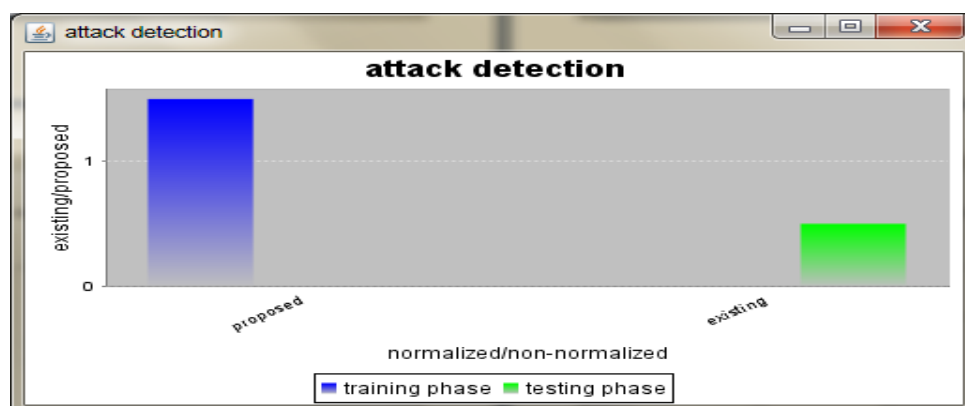 attack detection
attack detection
existing/proposed
1
0
proposed
existing
normalized/non-normalized
training phase testing phase